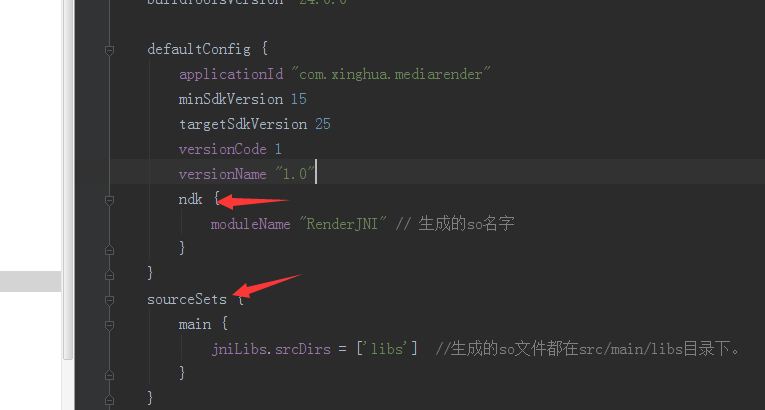 defaultConfig {
applicationId "com.xinghua.mediarender"
minSdkVersion 15
targetSdkVersion 25
versionCode 1
versionName "1.0"
ndk {
moduleName "RenderJNI" // 生成的so名字
}
}
sourceSets {
main {
jniLibs.srcDirs = ['libs'] //生成的so文件都在src/main/libs目录下。
}
}